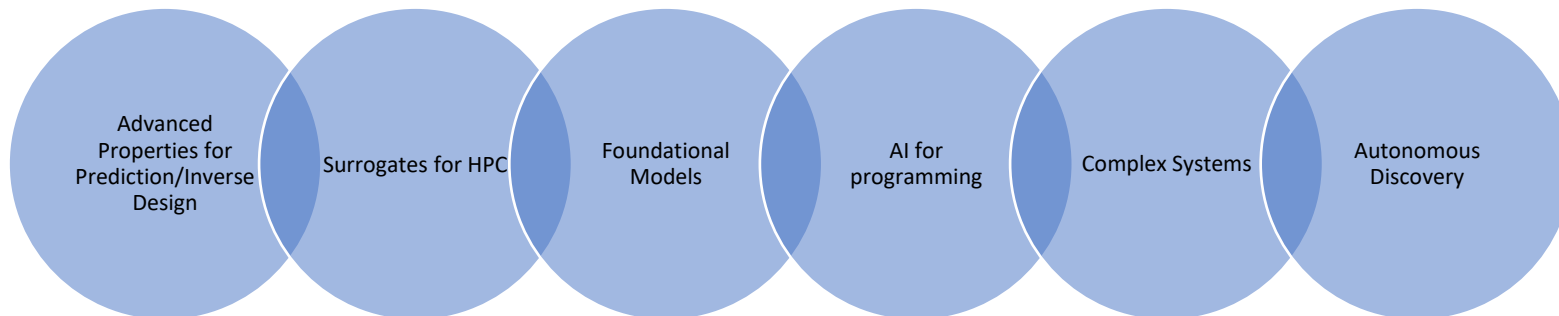 Advanced
Properties for
Prediction/Inverse
Design
Surrogates for HPC
Foundational
Models
AI for
programming
Complex Systems
Autonomous
Discovery